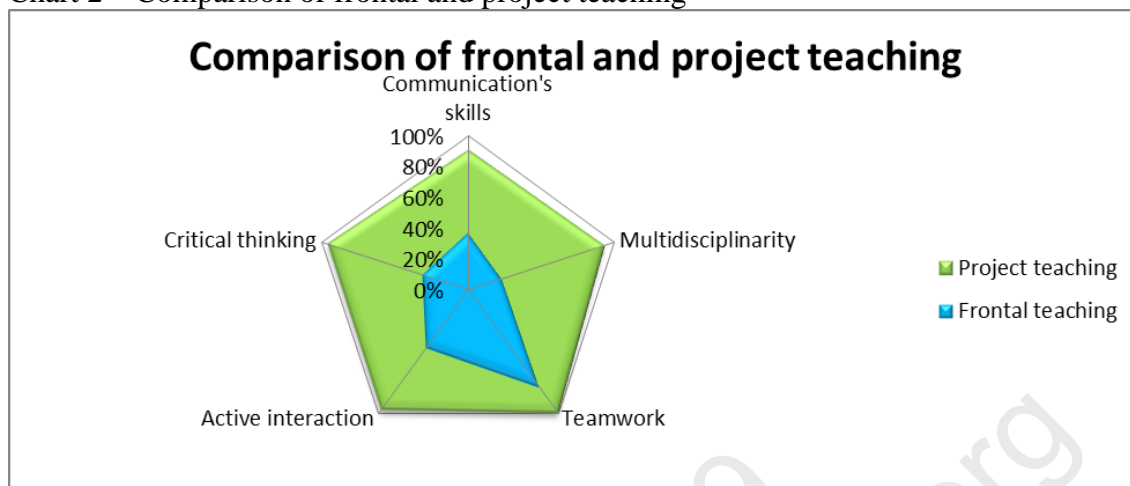 Chart 2 – Comparison of frontal and project teaching
Comparison of frontal and project teaching
Communication's
skills
100%
80%
60%
40%
20%
0%
Critical thinking
Multidisciplinarity
Active interaction
Teamwork
Project teaching
Frontal teaching
org